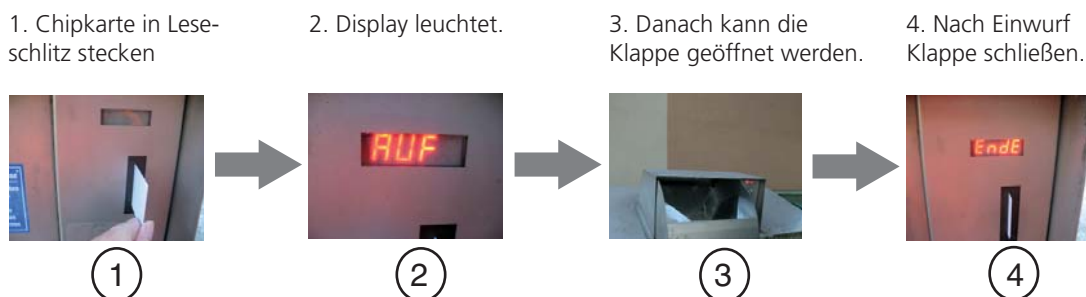 1. Chipkarte in Lese-
schlitz stecken
2. Display leuchtet.
3. Danach kann die
Klappe geöffnet werden.
4. Nach Einwurf
Klappe schließen.
AUF
EndE
1
2
3
4